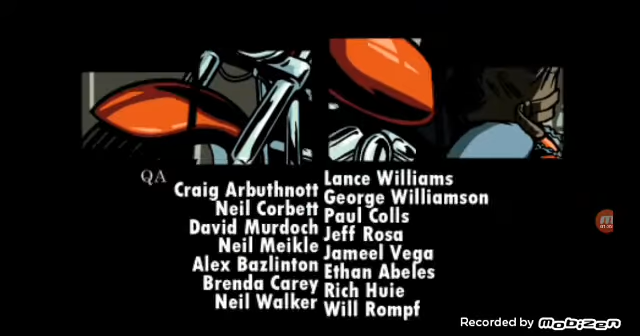 QA
Craig Arbuthnott
Neil Corbett
David Murdoch
Neil Meikle
Alex Bazlinton
Brenda Carey
Neil Walker
Lance Williams
George Williamson
Paul Colls
Jeff Rosa
Jameel Vega
Ethan Abeles
Rich Huie
Will Rompf
Recorded by Mobizen